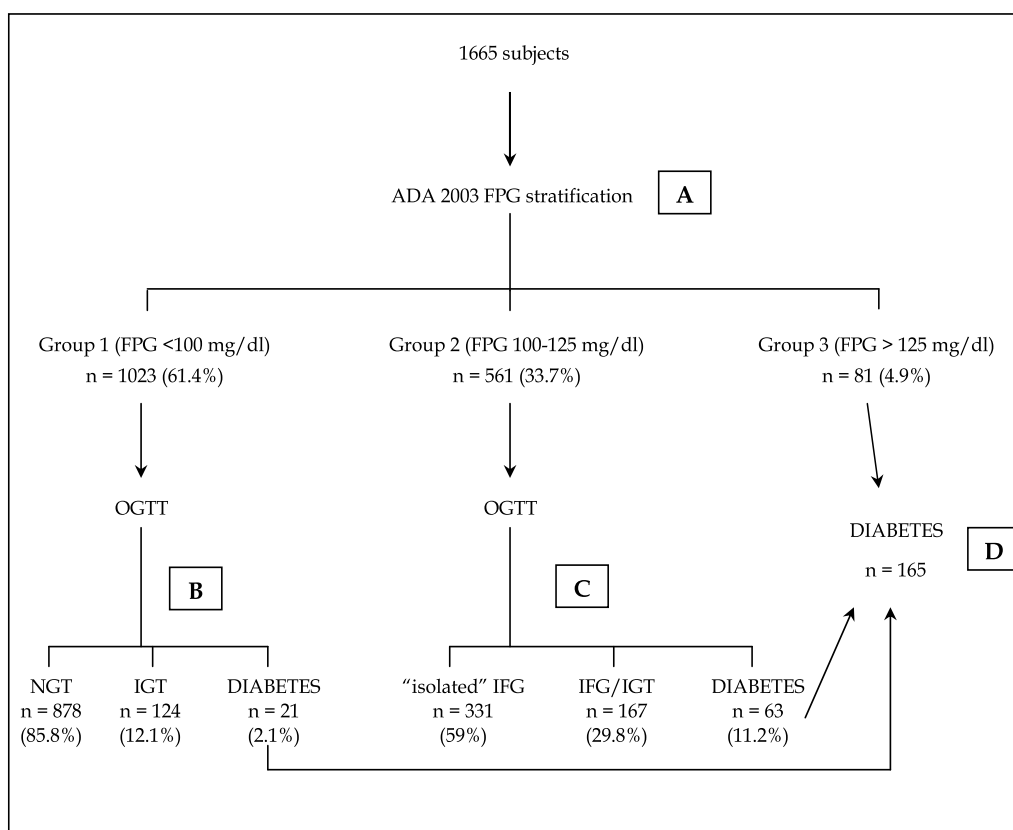 1665 subjects
ADA 2003 FPG stratification
A
Group 1 (FPG <100 mg/dl)
n = 1023 (61.4%)
Group 2 (FPG 100-125 mg/dl)
n = 561 (33.7%)
Group 3 (FPG > 125 mg/dl)
n = 81 (4.9%)
OGTT
OGTT
DIABETES
n = 165
D
B
C
NGT
n = 878
(85.8%)
IGT
n = 124
(12.1%)
DIABETES
n = 21
(2.1%)
“isolated” IFG
n = 331
(59%)
IFG/IGT
n = 167
(29.8%)
DIABETES
n = 63
(11.2%)